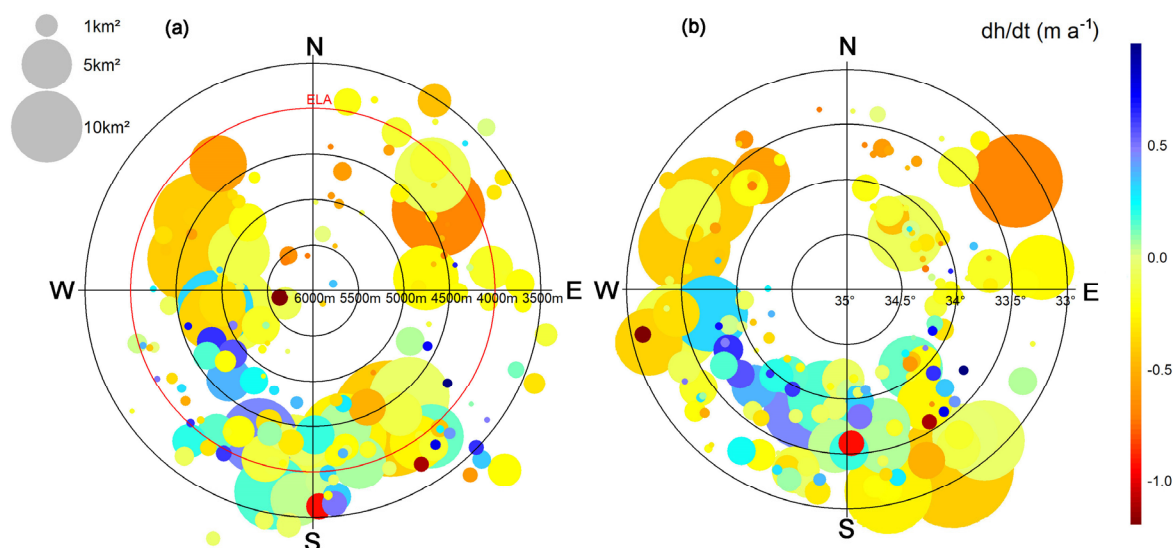 (a)
(b)
dh/dt (m a⁻¹)
1km²
5km²
10km²
N
ELA
W
6000m 5500m 5000m 4500m 4000m 3500m
E
S
N
W
35° 34.5° 34° 33.5° 33°
E
S
0.5
0.0
-0.5
-1.0